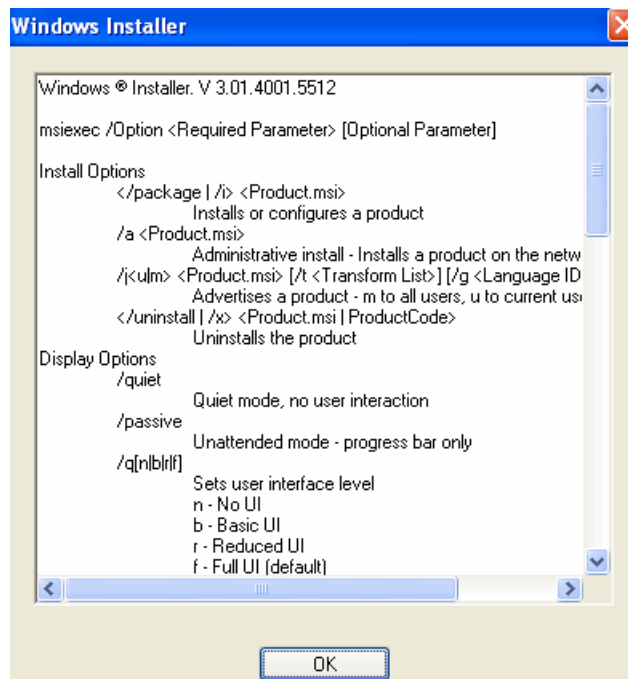 Windows Installer
Windows ® Installer. V 3.01.4001.5512
msiexec /Option <Required Parameter> [Optional Parameter]
Install Options
</package | /i> <Product.msi>
Installs or configures a product
/a <Product.msi>
Administrative install - Installs a product on the netw
/j<u|m> <Product.msi> [/t <Transform List>] [/g <Language ID
Advertises a product - m to all users, u to current us
</uninstall | /x> <Product.msi | ProductCode>
Uninstalls the product
Display Options
/quiet
Quiet mode, no user interaction
/passive
Unattended mode - progress bar only
/q[n|b|r|f]
Sets user interface level
n - No UI
b - Basic UI
r - Reduced UI
f - Full UI (default)
OK